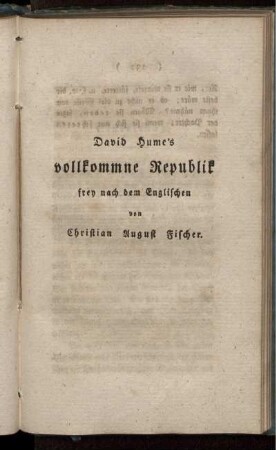 David Hume's
vollkommne Republik
frey nach dem Englischen
von
Christian August Fischer.